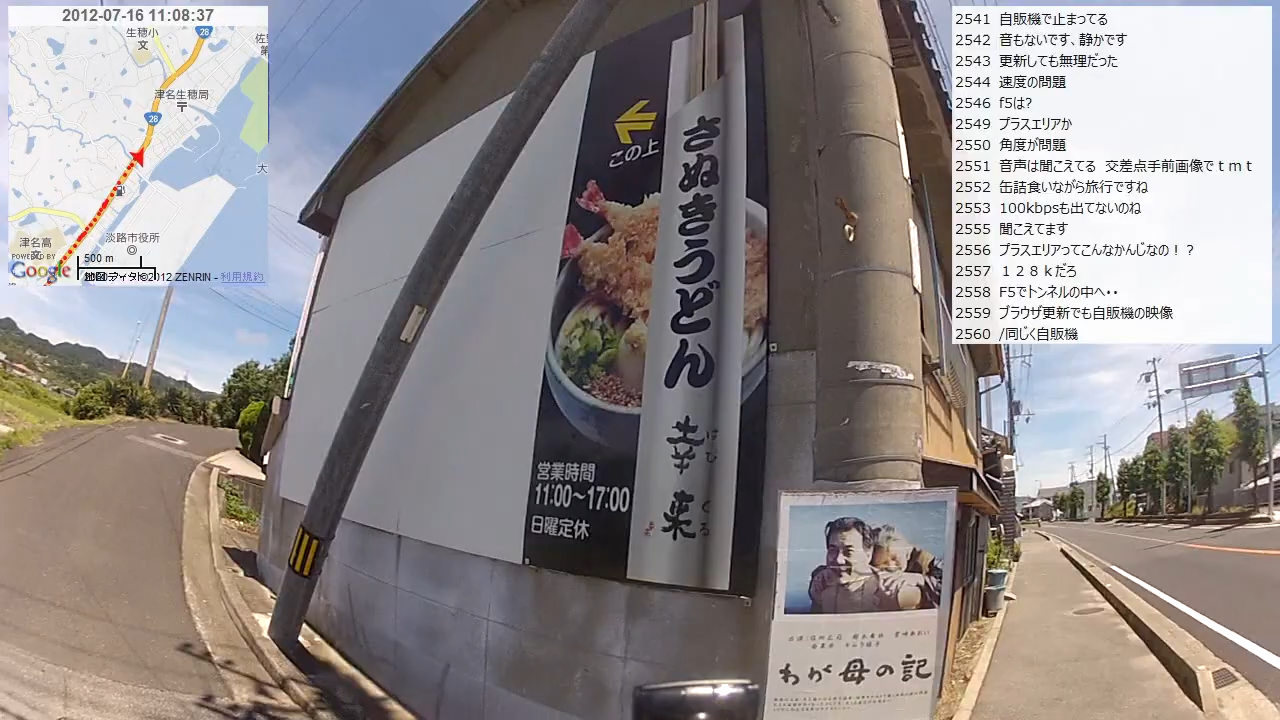 2012-07-16 11:08:37
生穂小
文
28
津名生穂局
28
大
津名高
淡路市役所
POWERED BY
Google
500 m
地図データ ©2012 ZENRIN - 利用規約
この上
さぬきうどん
幸来
はぴ
くる
営業時間
11:00～17:00
日曜定休
わが母の記
2541 自販機で止まってる
2542 音もないです、静かです
2543 更新しても無理だった
2544 速度の問題
2546 f5は?
2549 プラスエリアか
2550 角度が問題
2551 音声は聞こえてる 交差点手前画像でｔｍｔ
2552 缶詰食いながら旅行ですね
2553 100kbpsも出てないのね
2555 聞こえてます
2556 プラスエリアってこんなかんじなの！？
2557 １２８ｋだろ
2558 F5でトンネルの中へ・・
2559 ブラウザ更新でも自販機の映像
2560 /同じく自販機